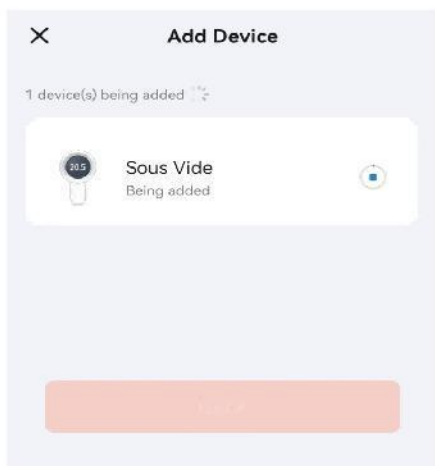 Add Device
1 device(s) being added
20.5
Sous Vide
Being added